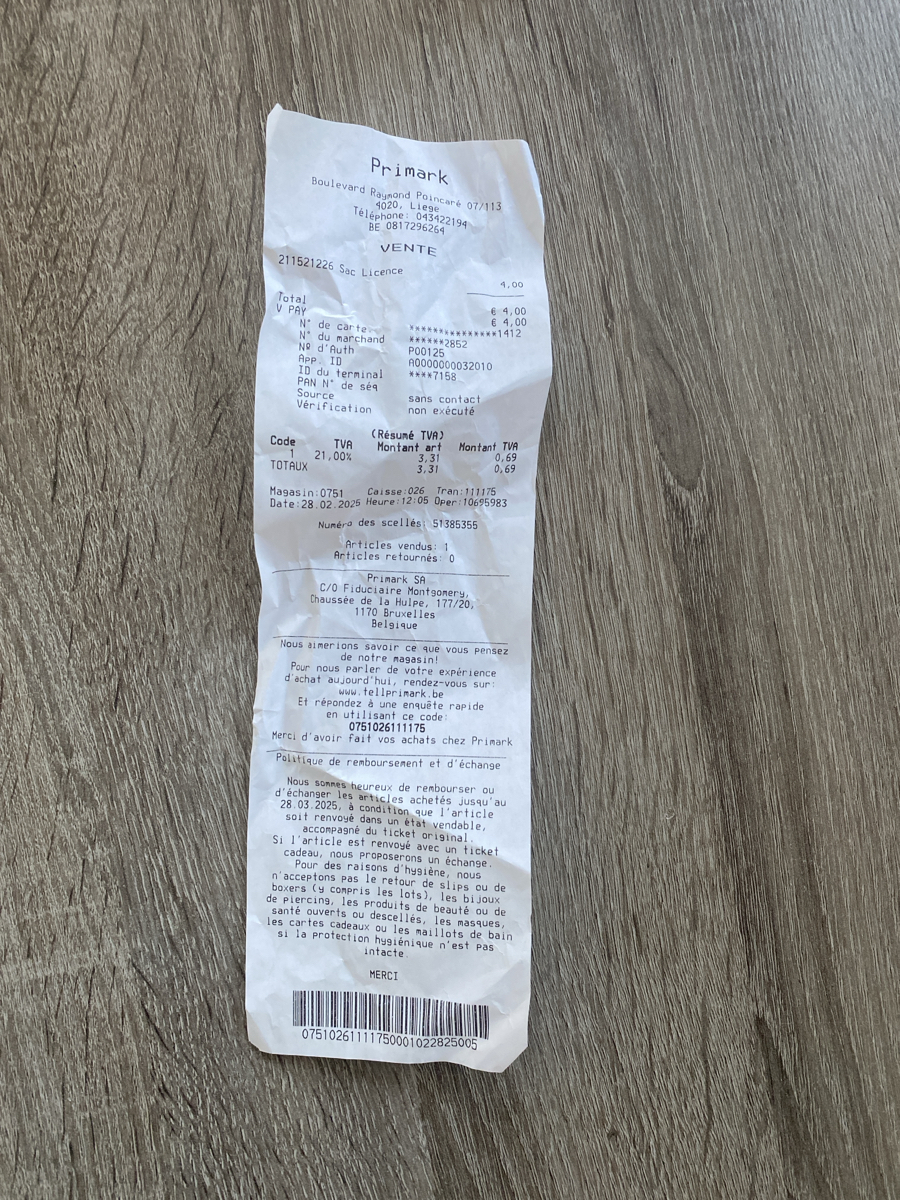 Primark
Boulevard Raymond Poincaré 07/113
4020, Liege
Téléphone: 043422194
BE 0817296264
VENTE
211521226 Sac Licence
4,00
Total € 4,00
V PAY € 4,00
N° de carte. ***************1412
N° du marchand ******2852
Nº d'Auth P00125
App. ID A0000000032010
ID du terminal ****7158
PAN N° de séq
Source sans contact
Vérification non exécuté
(Résumé TVA)
Code TVA Montant art Montant TVA
1 21,00% 3,31 0,69
TOTAUX 3,31 0,69
Magasin:0751 Caisse:026 Tran:111175
Date:28.02.2025 Heure:12:05 Oper:10695983
Numéro des scellés: 51385355
Articles vendus: 1
Articles retournés: 0
Primark SA
C/O Fiduciaire Montgomery,
Chaussée de la Hulpe, 177/20,
1170 Bruxelles
Belgique
Nous aimerions savoir ce que vous pensez
de notre magasin!
Pour nous parler de votre expérience
d'achat aujourd'hui, rendez-vous sur:
www.tellprimark.be
Et répondez à une enquête rapide
en utilisant ce code:
0751026111175
Merci d'avoir fait vos achats chez Primark
Politique de remboursement et d'échange
Nous sommes heureux de rembourser ou
d'échanger les articles achetés jusqu'au
28.03.2025, à condition que l'article
soit renvoyé dans un état vendable,
accompagné du ticket original.
Si l'article est renvoyé avec un ticket
cadeau, nous proposerons un échange.
Pour des raisons d'hygiène, nous
n'acceptons pas le retour de slips ou de
boxers (y compris les lots), les bijoux
de piercing, les produits de beauté ou de
santé ouverts ou descellés, les masques,
les cartes cadeaux ou les maillots de bain
si la protection hygiénique n'est pas
intacte.
MERCI
07510261111750001022825005